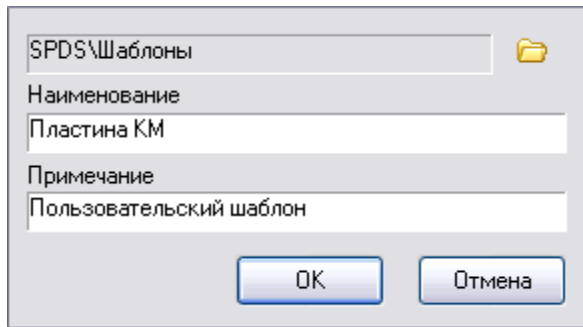 SPDS\Шаблоны
Наименование
Пластина КМ
Примечание
Пользовательский шаблон
OK
Отмена